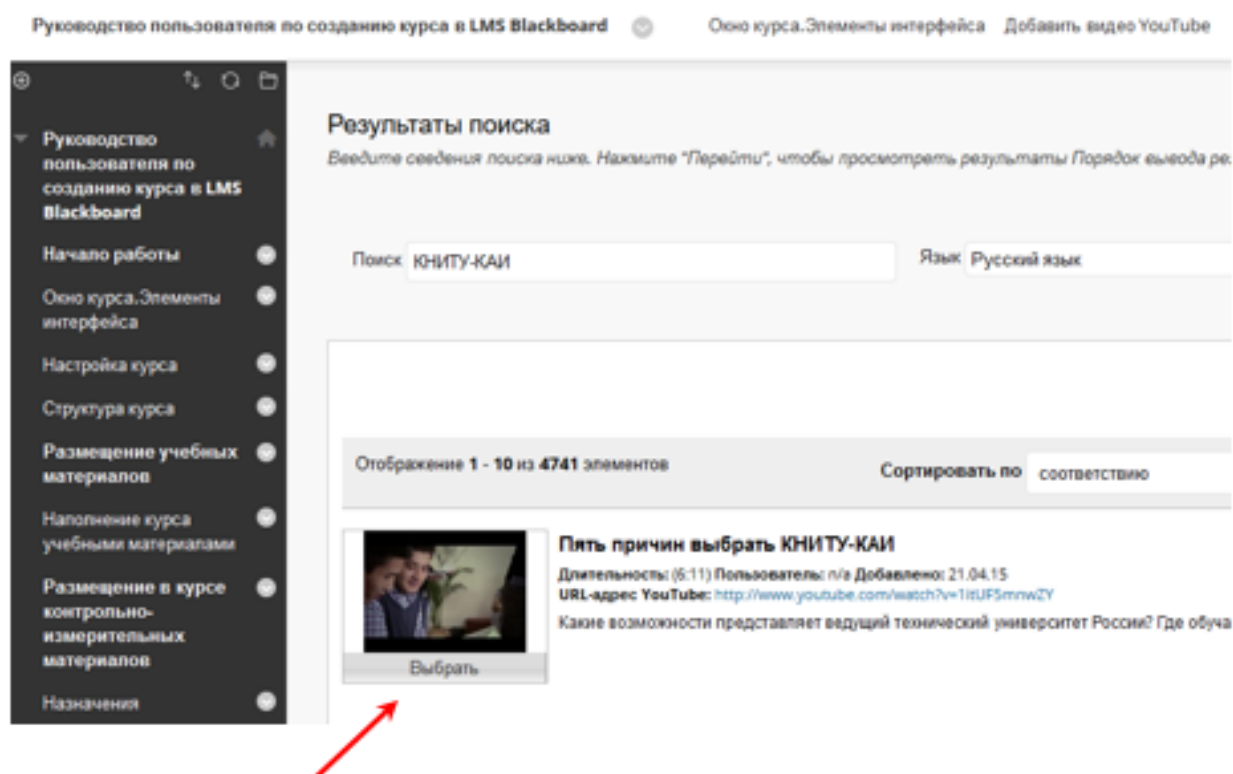 Руководство пользователя по созданию курса в LMS Blackboard
Окно курса.Элементы интерфейса Добавить видео YouTube
Руководство
пользователя по
созданию курса в LMS
Blackboard
Начало работы
Окно курса.Элементы
интерфейса
Настройка курса
Структура курса
Размещение учебных
материалов
Наполнение курса
учебными материалами
Размещение в курсе
контрольно-
измерительных
материалов
Назначения
Результаты поиска
Введите сведения поиска ниже. Нажмите "Перейти", чтобы просмотреть результаты Порядок вывода ре
Поиск КНИТУ-КАИ Язык Русский язык
Отображение 1 - 10 из 4741 элементов Сортировать по соответствию
Пять причин выбрать КНИТУ-КАИ
Длительность: (6:11) Пользователь: n/a Добавлено: 21.04.15
URL-адрес YouTube: http://www.youtube.com/watch?v=1itUF5mnwZY
Какие возможности представляет ведущий технический университет России? Где обуча
Выбрать